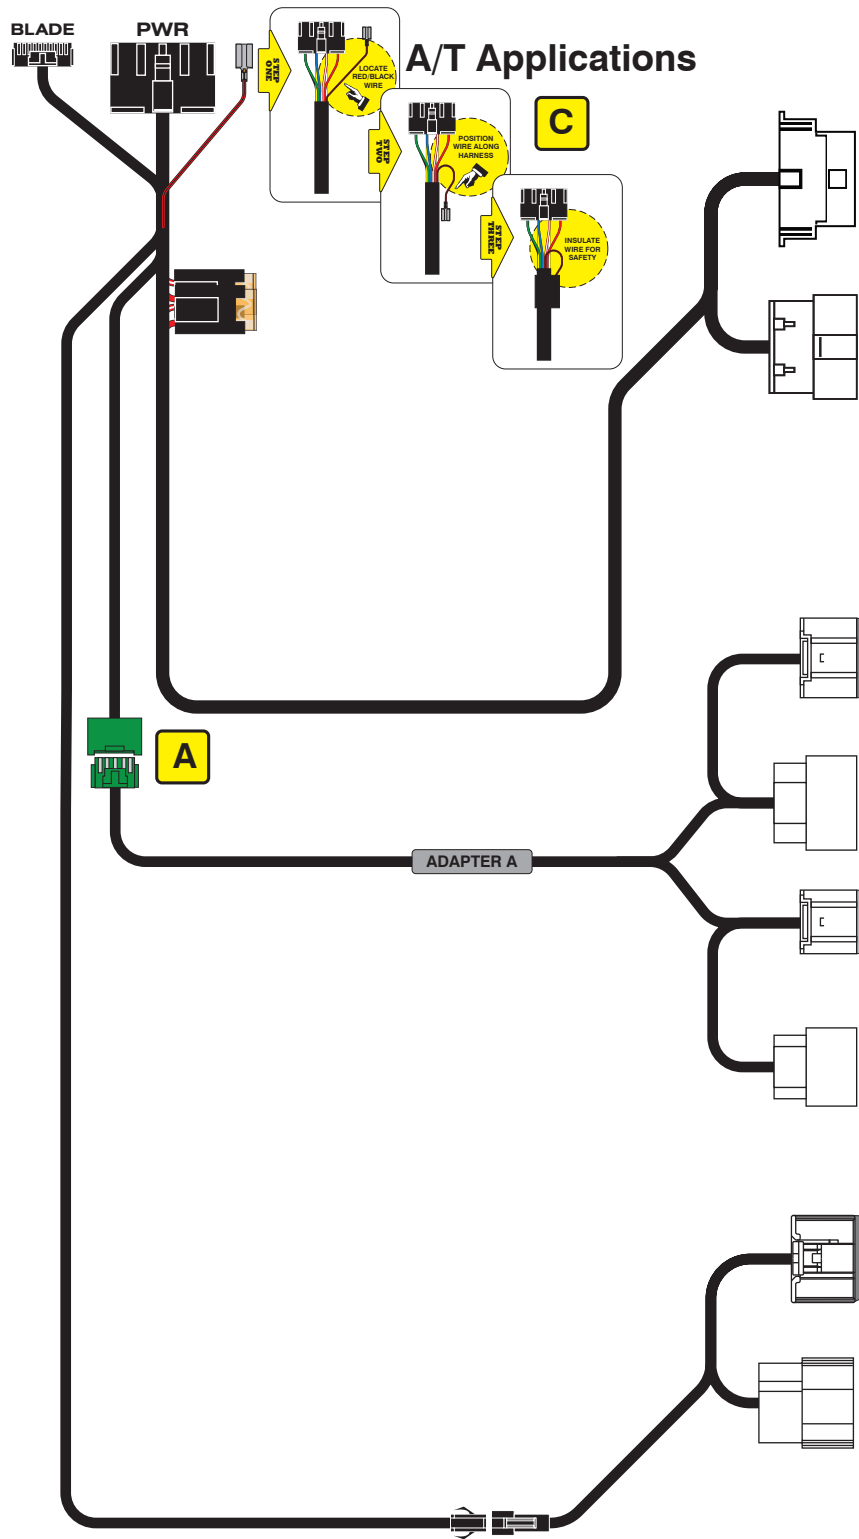 BLADE
PWR
A/T Applications
STEP
ONE
LOCATE
RED/BLACK
WIRE
C
STEP
TWO
POSITION
WIRE ALONG
HARNESS
STEP
THREE
INSULATE
WIRE FOR
SAFETY
A
ADAPTER A